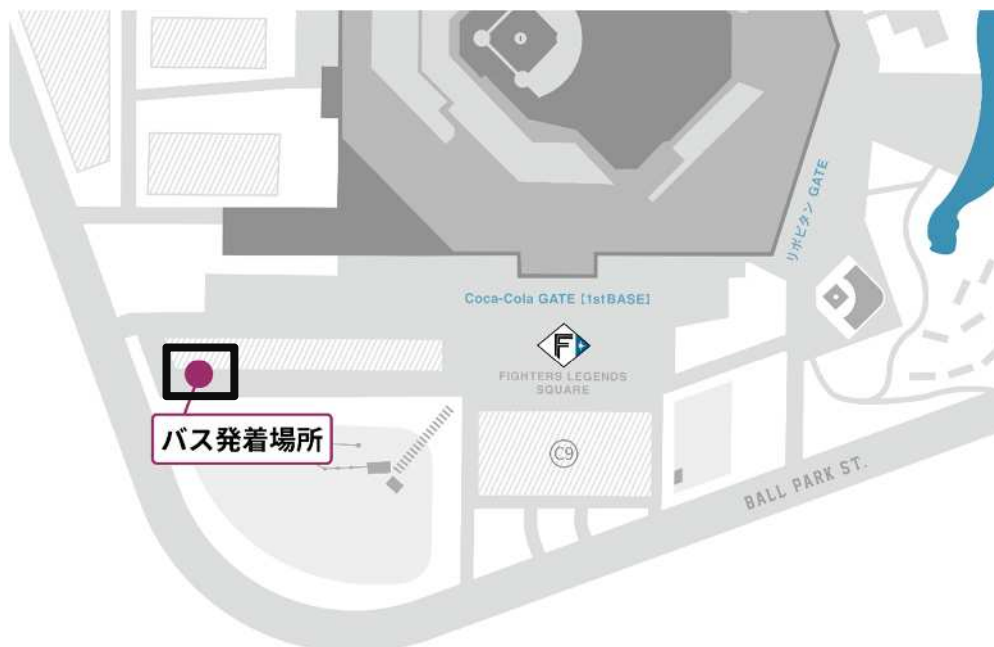 リポビタン GATE
Coca-Cola GATE [1stBASE]
F
FIGHTERS LEGENDS
SQUARE
バス発着場所
C9
BALL PARK ST.